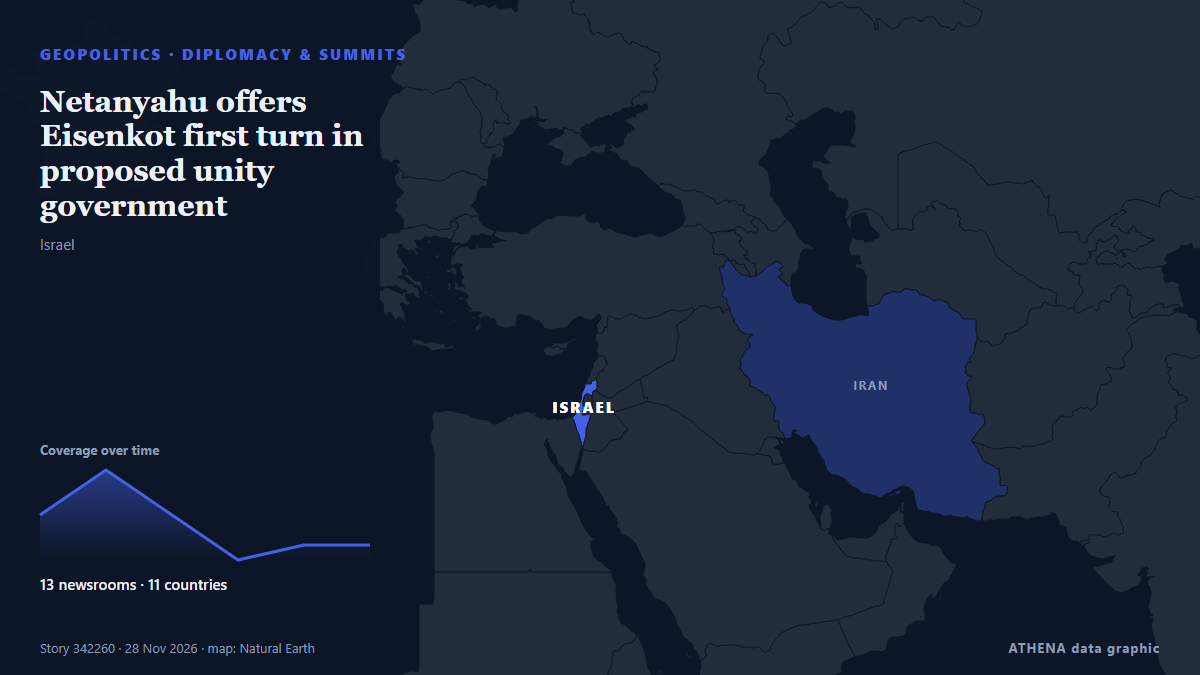 GEOPOLITICS · DIPLOMACY & SUMMITS
Netanyahu offers
Eisenkot first turn in
proposed unity
government
Israel
IRAN
ISRAEL
Coverage over time
13 newsrooms · 11 countries
Story 342260 · 28 Nov 2026 · map: Natural Earth
ATHENA data graphic